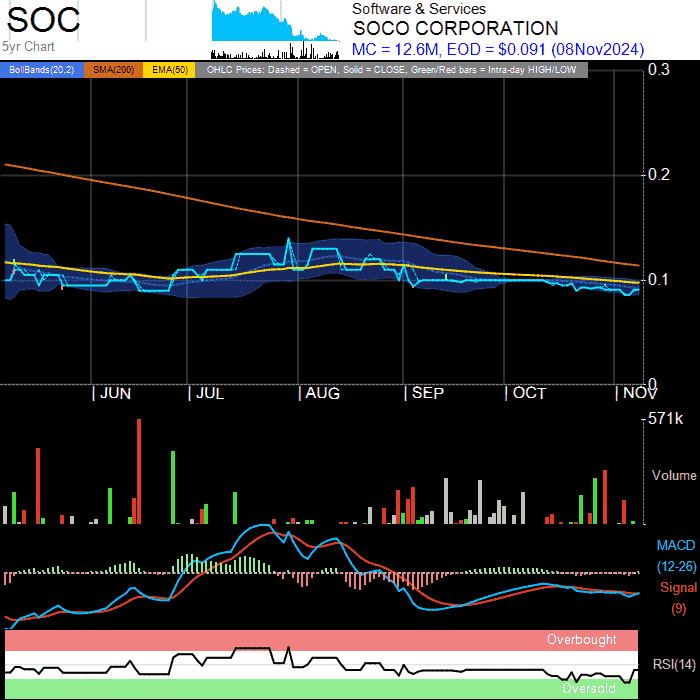 SOC
5yr Chart
Software & Services
SOCO CORPORATION
MC = 12.6M, EOD = $0.091 (08Nov2024)
BollBands(20,2) SMA(200) EMA(50) OHLC Prices: Dashed = OPEN, Solid = CLOSE, Green/Red bars = Intra-day HIGH/LOW
0.3
0.2
0.1
0
| JUN | JUL | AUG | SEP | OCT | NOV
571k
Volume
MACD
(12-26)
Signal
(9)
Overbought
RSI(14)
Oversold